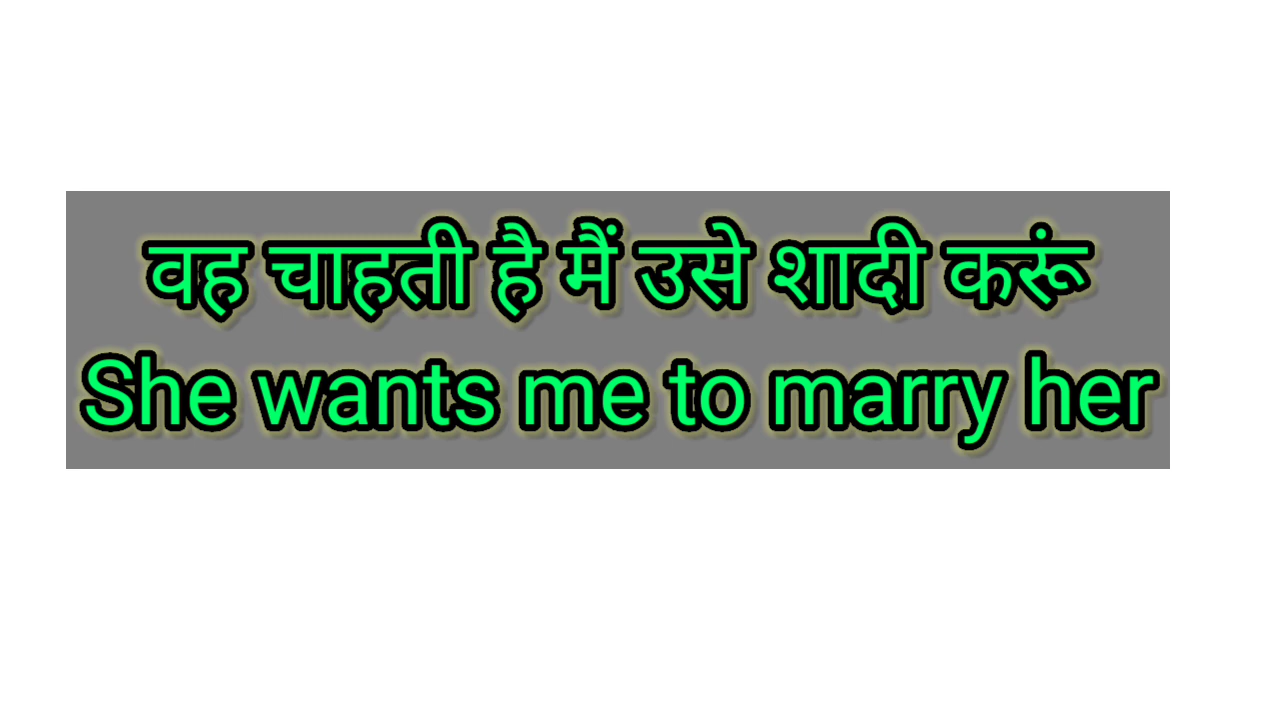 वह चाहती है मैं उसे शादी करूं
She wants me to marry her